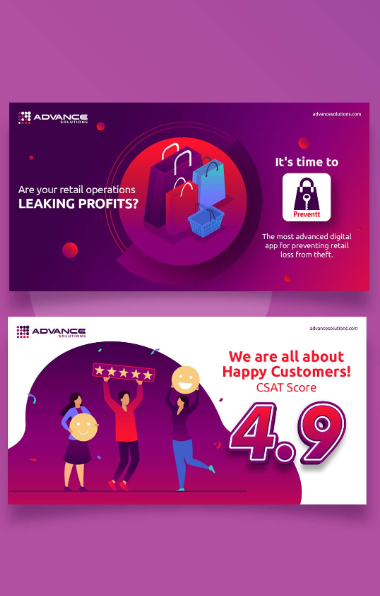 ADVANCE
SOLUTIONS
advancesolutions.com
Are your retail operations
LEAKING PROFITS?
It's time to
Preventt
The most advanced digital
app for preventing retail
loss from theft.
ADVANCE
SOLUTIONS
advancesolutions.com
We are all about
Happy Customers!
CSAT Score
4.9